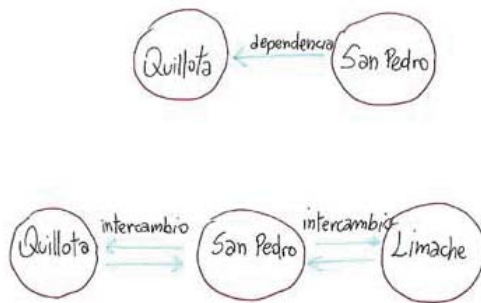 dependencia
Quillota
San Pedro
intercambio
intercambio
Quillota
San Pedro
Limache